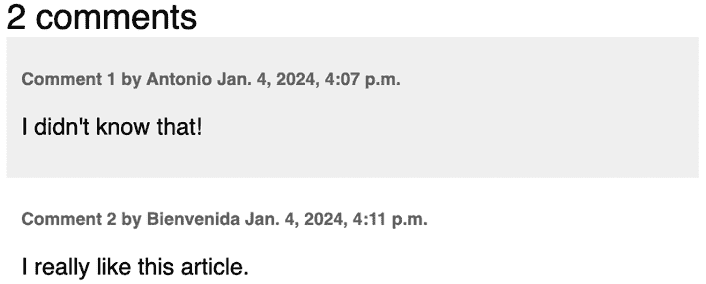 2 comments
Comment 1 by Antonio Jan. 4, 2024, 4:07 p.m.
I didn't know that!
Comment 2 by Bienvenida Jan. 4, 2024, 4:11 p.m.
I really like this article.